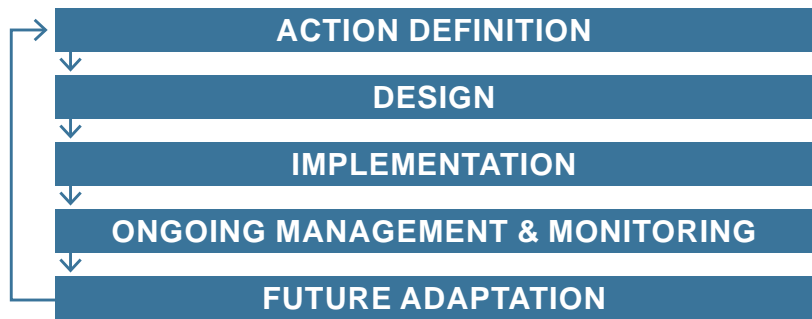 ACTION DEFINITION
DESIGN
IMPLEMENTATION
ONGOING MANAGEMENT & MONITORING
FUTURE ADAPTATION